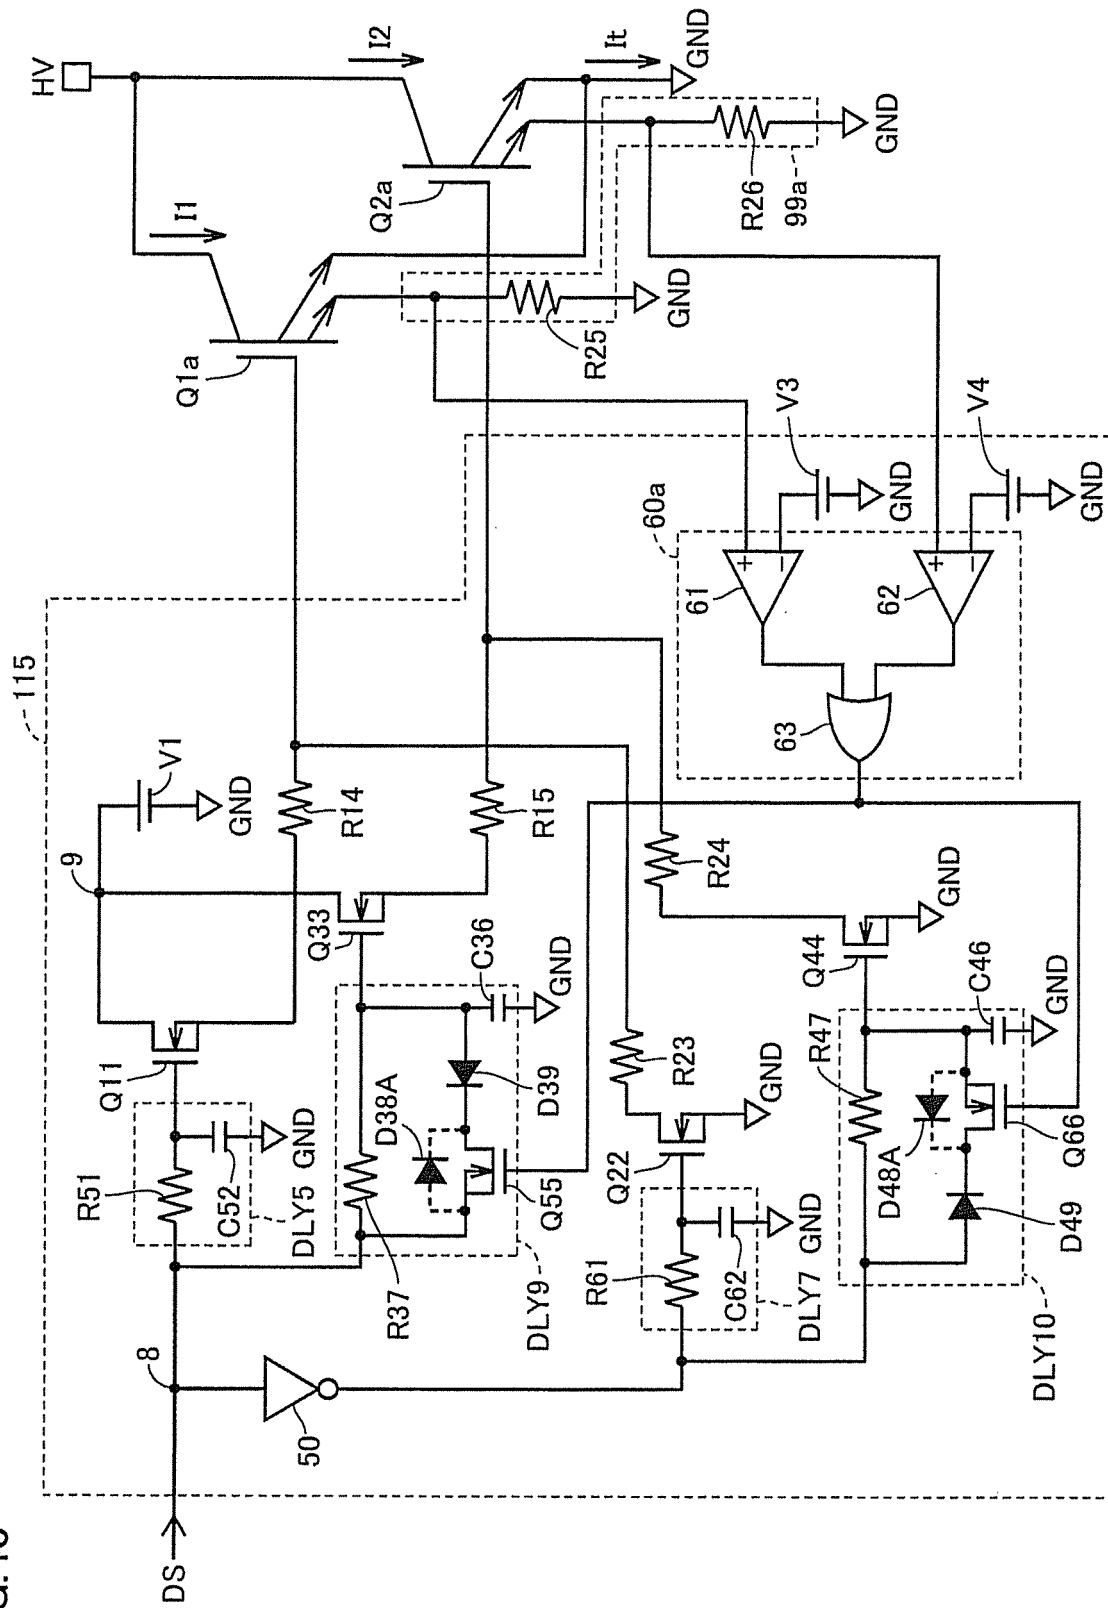 115
HV
8
9
DS
R51
Q11
V1
Q1a
I1
C52
GND
DLY5
GND
50
Q33
R14
Q2a
I2
R37
D38A
C36
R15
R25
It
DLY9
Q55
D39
GND
GND
GND
R61
Q22
R23
60a
C62
R24
61
V3
R26
DLY7
GND
GND
63
99a
R47
Q44
62
GND
GND
D48A
GND
V4
DLY10
D49
Q66
C46
GND
GND
+
−
+
−